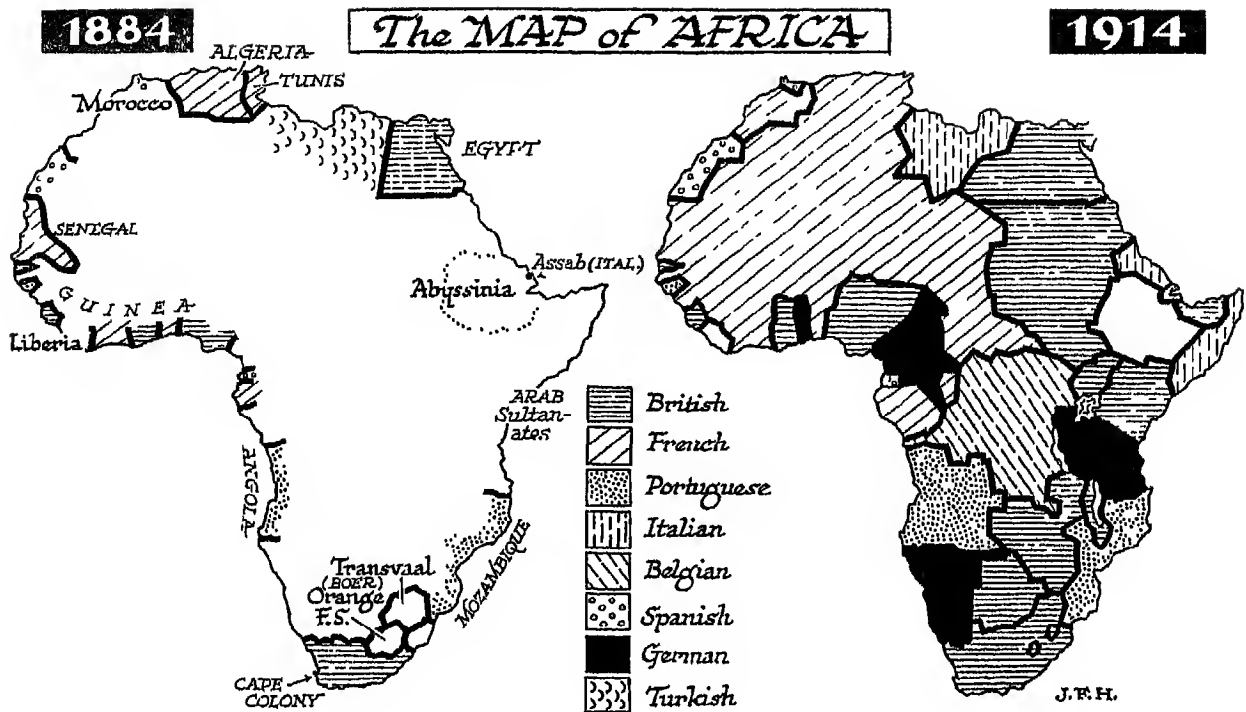 1884
The MAP of AFRICA
1914
ALGERIA
TUNIS
Morocco
EGYPT
SENEGAL
Assab (ITAL.)
Abyssinia
GUINEA
Liberia
ARAB
Sultan-
ates
ANGOLA
Transvaal
(BOER)
Orange
F.S.
MOZAMBIQUE
CAPE
COLONY
British
French
Portuguese
Italian
Belgian
Spanish
German
Turkish
J.F.H.